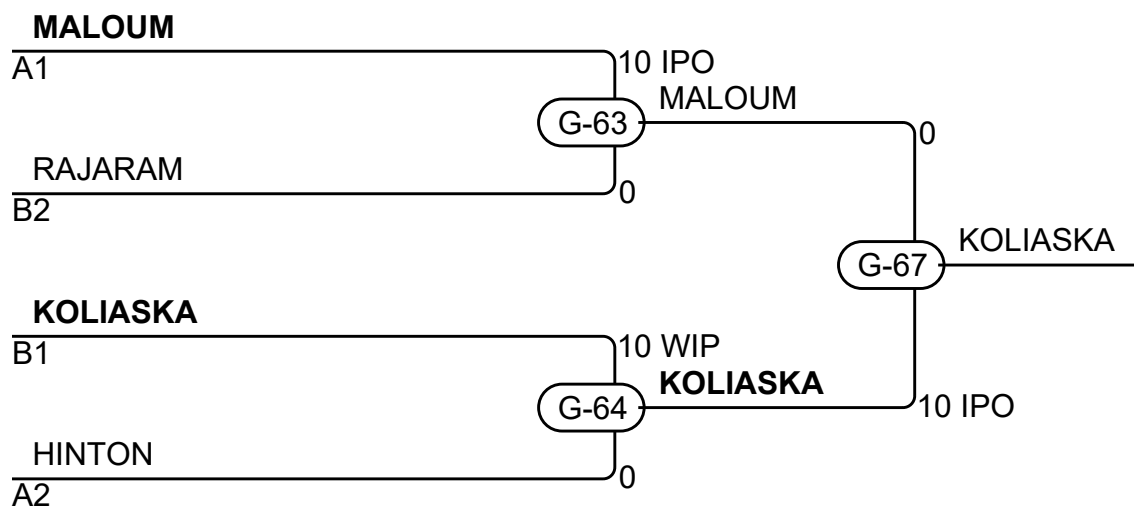 MALOUM
A1
10 IPO
G-63
MALOUM
0
RAJARAM
B2
0
G-67
KOLIASKA
KOLIASKA
B1
10 WIP
G-64
KOLIASKA
10 IPO
HINTON
A2
0